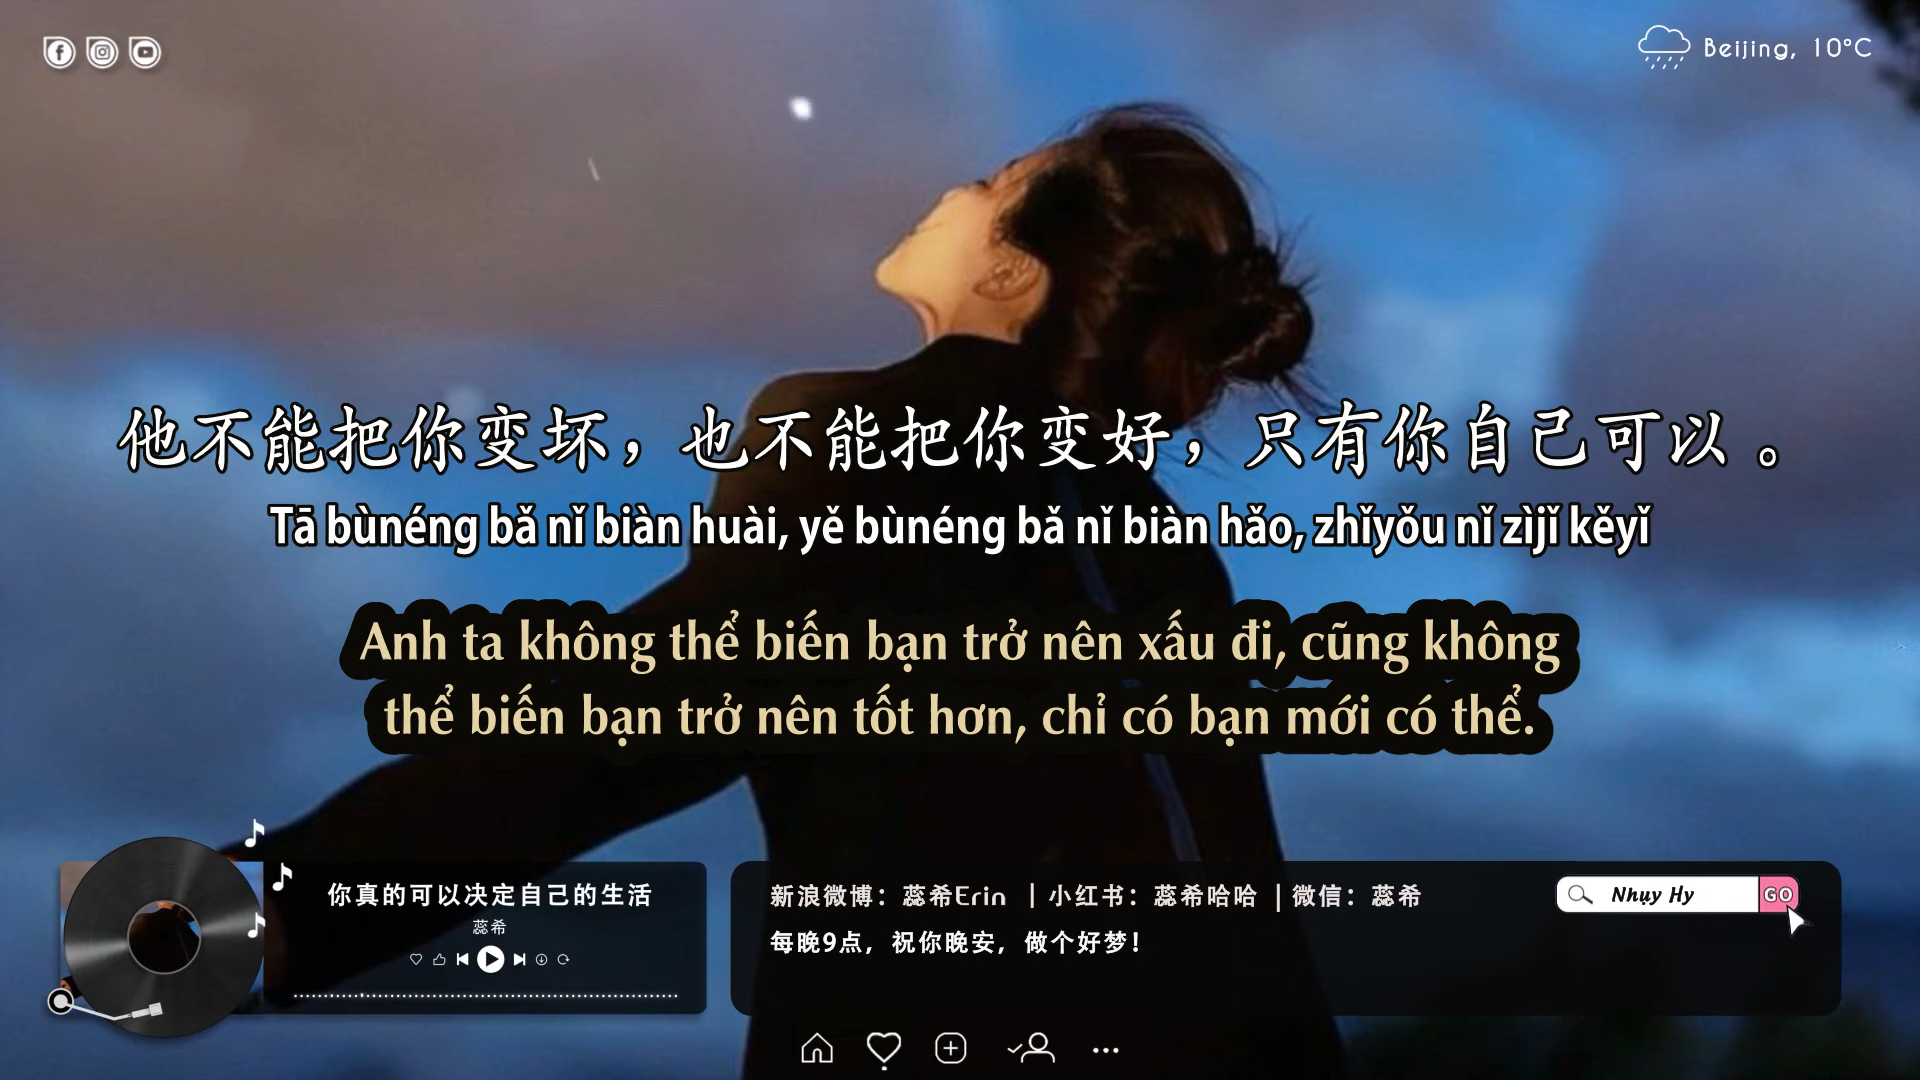 Beijing, 10°C
他不能把你变坏，也不能把你变好，只有你自己可以 。
Tā bùnéng bǎ nǐ biàn huài, yě bùnéng bǎ nǐ biàn hǎo, zhǐyǒu nǐ zìjǐ kěyǐ
Anh ta không thể biến bạn trở nên xấu đi, cũng không
thể biến bạn trở nên tốt hơn, chỉ có bạn mới có thể.
你真的可以决定自己的生活
蕊希
新浪微博：蕊希Erin ｜小红书：蕊希哈哈 ｜微信：蕊希
每晚9点，祝你晚安，做个好梦！
Nhụy Hy
GO